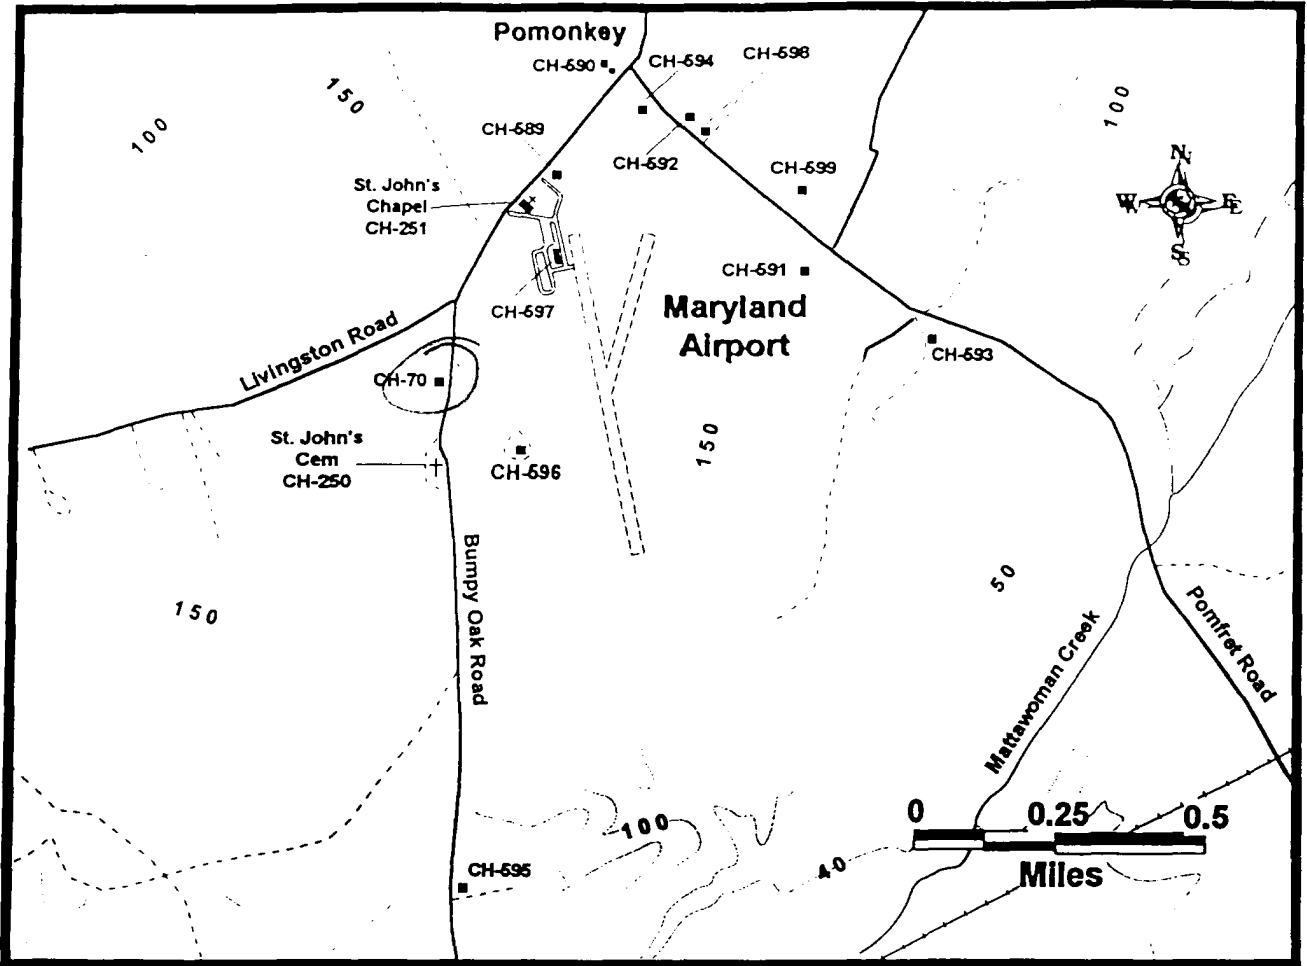 Pomonkey
CH-590
CH-594
CH-598
150
100
100
CH-589
CH-592
CH-599
N
W E
S
St. John's
Chapel
CH-251
CH-591
CH-597
Maryland
Airport
Livingston Road
CH-593
CH-70
150
St. John's
Cem
CH-250
CH-596
Bumpy Oak Road
50
150
Pomfret Road
Mattawoman Creek
0 0.25 0.5
Miles
100
40
CH-595